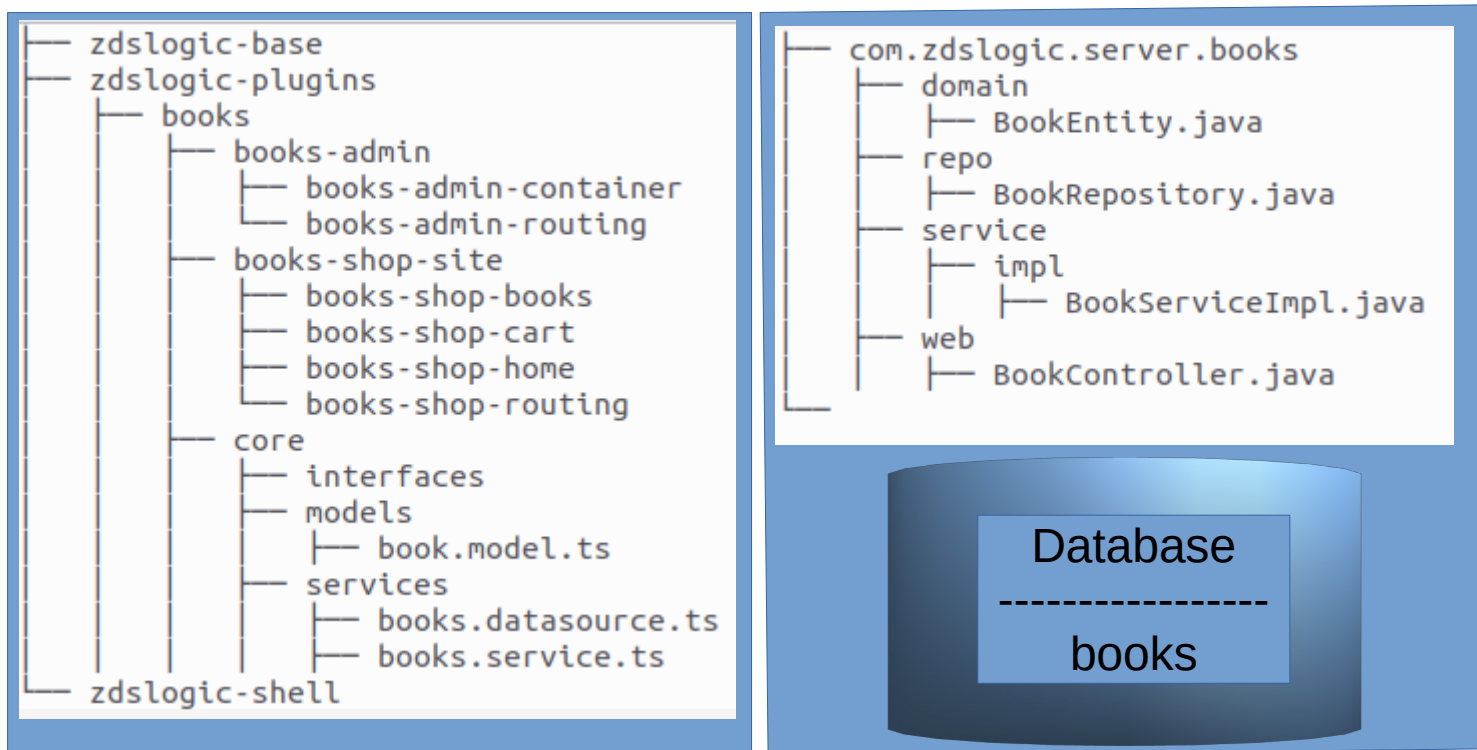 ├── zdslogic-base
├── zdslogic-plugins
│   ├── books
│   │   ├── books-admin
│   │   │   ├── books-admin-container
│   │   │   └── books-admin-routing
│   │   ├── books-shop-site
│   │   │   ├── books-shop-books
│   │   │   ├── books-shop-cart
│   │   │   ├── books-shop-home
│   │   │   └── books-shop-routing
│   │   ├── core
│   │   │   ├── interfaces
│   │   │   ├── models
│   │   │   │   ├── book.model.ts
│   │   │   ├── services
│   │   │   │   ├── books.datasource.ts
│   │   │   │   ├── books.service.ts
└── zdslogic-shell
├── com.zdslogic.server.books
│   ├── domain
│   │   ├── BookEntity.java
│   ├── repo
│   │   ├── BookRepository.java
│   ├── service
│   │   ├── impl
│   │   │   ├── BookServiceImpl.java
│   ├── web
│   │   ├── BookController.java
└──
Database
-----------------
books